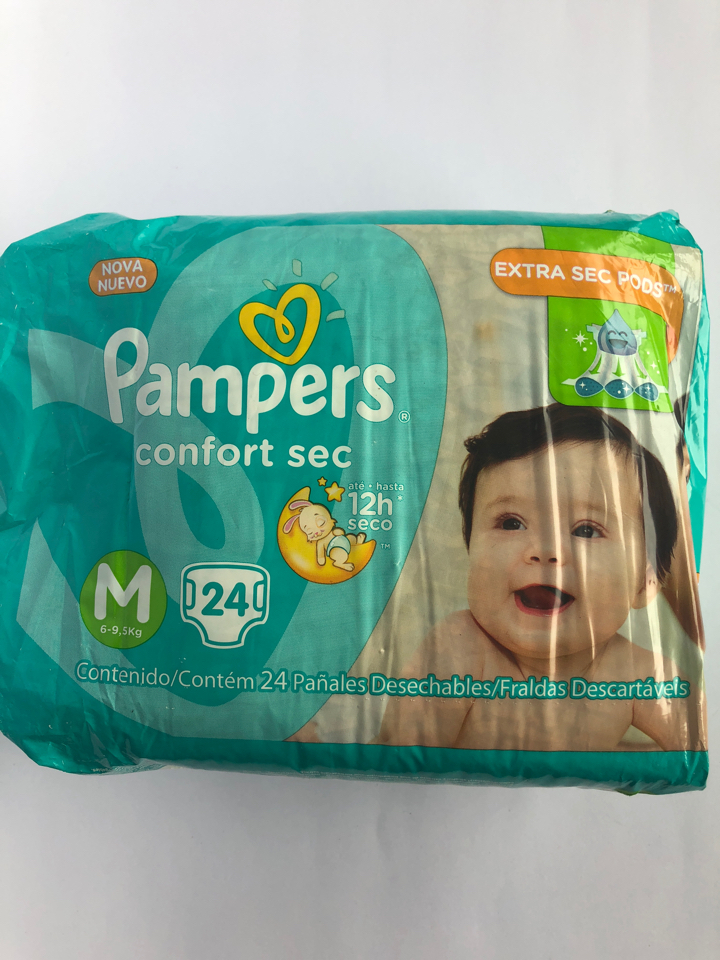 NOVA
NUEVO
EXTRA SEC PODS™
Pampers®
confort sec
até • hasta
12h*
seco
™
M
6-9,5Kg
24
Contenido/Contém 24 Pañales Desechables/Fraldas Descartáveis